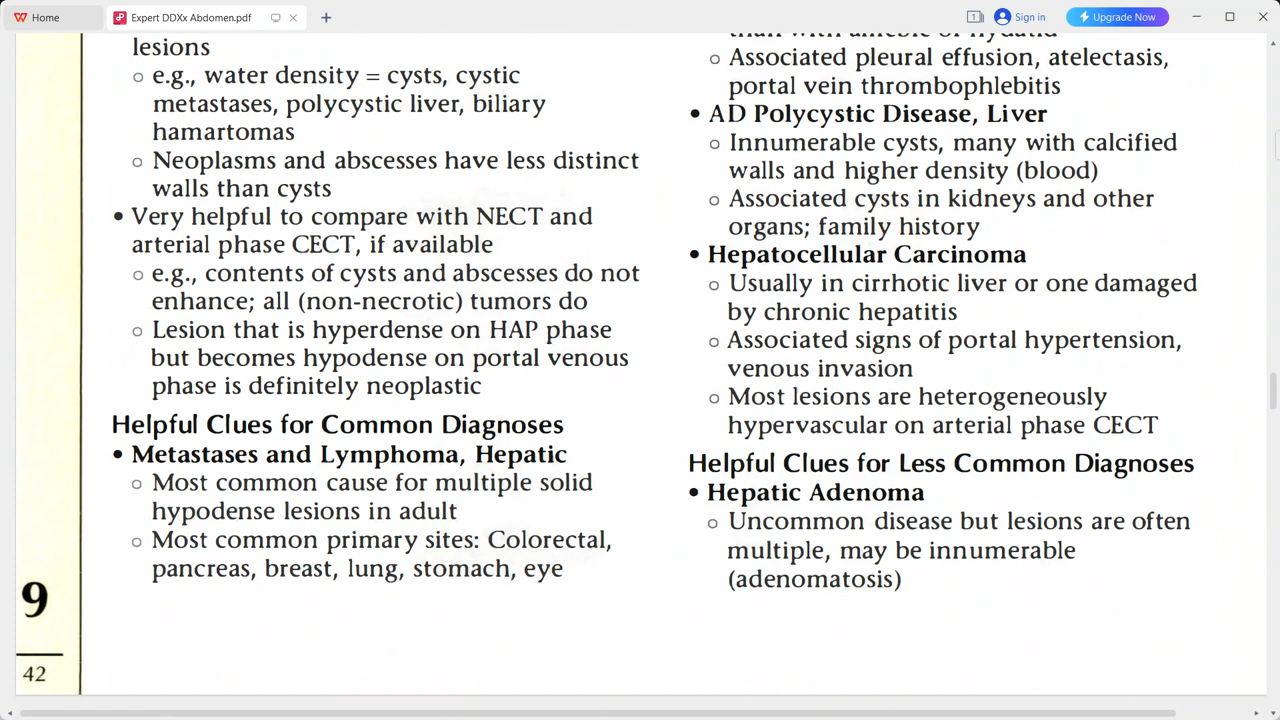 Home
Expert DDXx Abdomen.pdf
1
Sign in
Upgrade Now
lesions
e.g., water density = cysts, cystic
metastases, polycystic liver, biliary
hamartomas
Neoplasms and abscesses have less distinct
walls than cysts
• Very helpful to compare with NECT and
arterial phase CECT, if available
e.g., contents of cysts and abscesses do not
enhance; all (non-necrotic) tumors do
Lesion that is hyperdense on HAP phase
but becomes hypodense on portal venous
phase is definitely neoplastic
Helpful Clues for Common Diagnoses
• Metastases and Lymphoma, Hepatic
Most common cause for multiple solid
hypodense lesions in adult
Most common primary sites: Colorectal,
pancreas, breast, lung, stomach, eye
9
42
than with amebic or hydatid
Associated pleural effusion, atelectasis,
portal vein thrombophlebitis
• AD Polycystic Disease, Liver
Innumerable cysts, many with calcified
walls and higher density (blood)
Associated cysts in kidneys and other
organs; family history
• Hepatocellular Carcinoma
Usually in cirrhotic liver or one damaged
by chronic hepatitis
Associated signs of portal hypertension,
venous invasion
Most lesions are heterogeneously
hypervascular on arterial phase CECT
Helpful Clues for Less Common Diagnoses
• Hepatic Adenoma
Uncommon disease but lesions are often
multiple, may be innumerable
(adenomatosis)